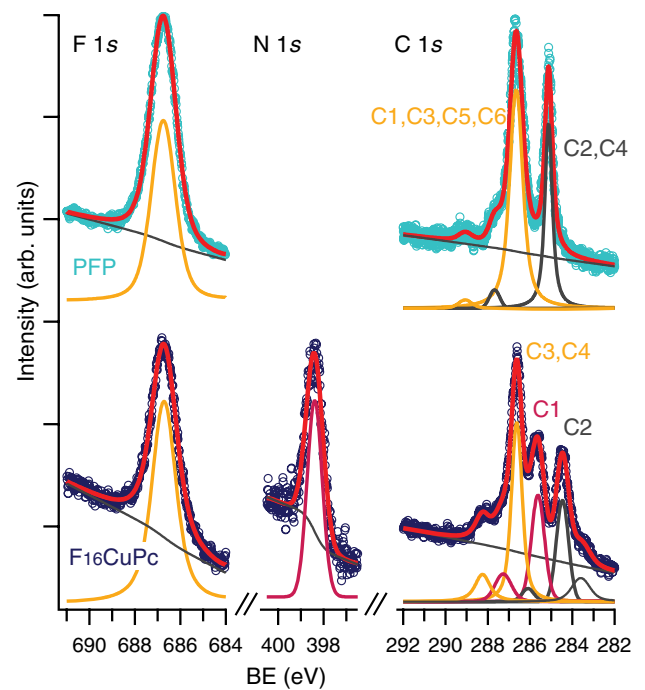 F 1s
N 1s
C 1s
C1,C3,C5,C6
C2,C4
PFP
Intensity (arb. units)
C3,C4
C1
C2
F16CuPc
690 688 686 684
400 398
292 290 288 286 284 282
BE (eV)